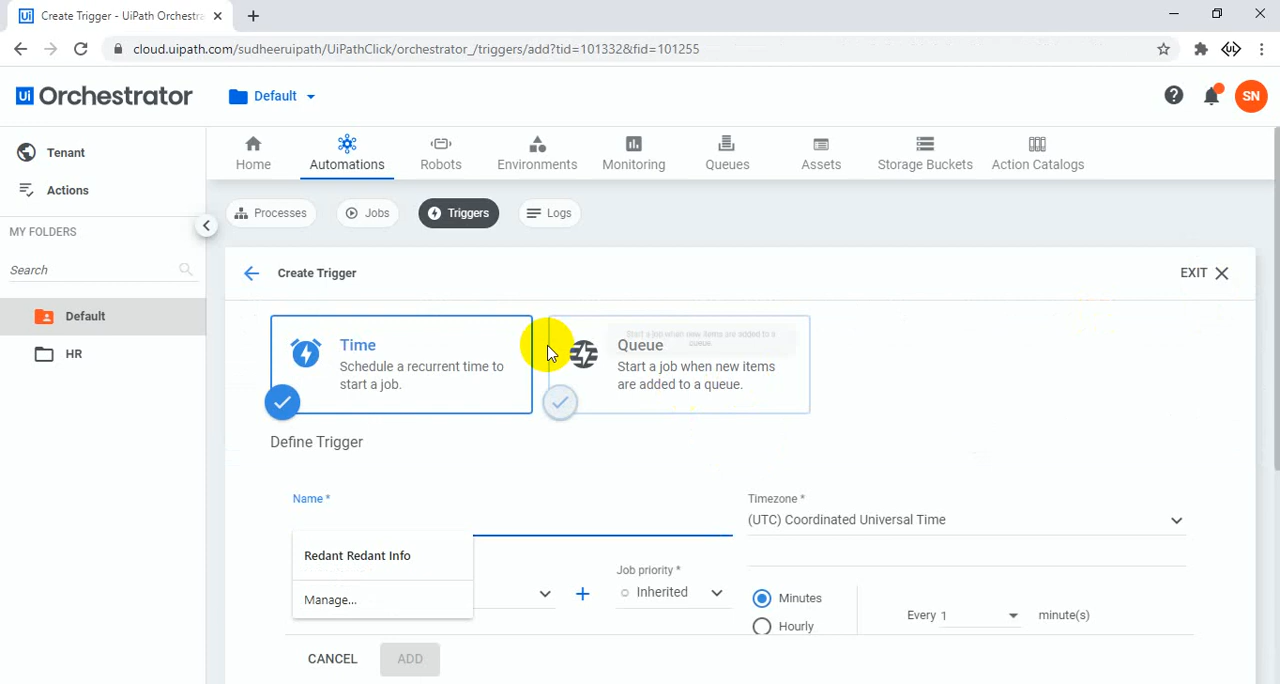 Create Trigger - UiPath Orchestra
cloud.uipath.com/sudheeruipath/UiPathClick/orchestrator_/triggers/add?tid=101332&fid=101255
Ui Orchestrator
Default
SN
Tenant
Actions
MY FOLDERS
Search
Default
HR
Home
Automations
Robots
Environments
Monitoring
Queues
Assets
Storage Buckets
Action Catalogs
Processes
Jobs
Triggers
Logs
Create Trigger
EXIT
Time
Schedule a recurrent time to
start a job.
Start a job when new items are added to a
queue.
Queue
Start a job when new items
are added to a queue.
Define Trigger
Name *
Redant Redant Info
Manage...
Timezone *
(UTC) Coordinated Universal Time
Job priority *
Inherited
Minutes
Hourly
Every 1 minute(s)
CANCEL
ADD